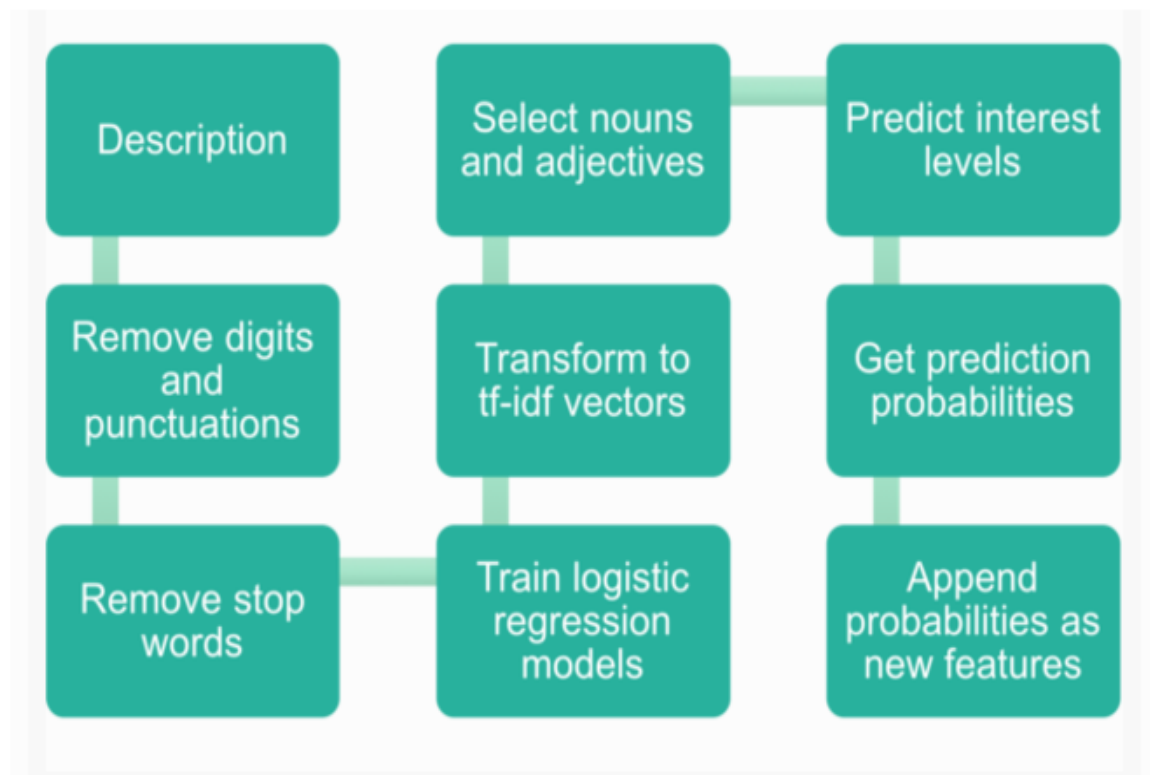 Description
Remove digits
and
punctuations
Remove stop
words
Select nouns
and adjectives
Transform to
tf-idf vectors
Train logistic
regression
models
Predict interest
levels
Get prediction
probabilities
Append
probabilities as
new features